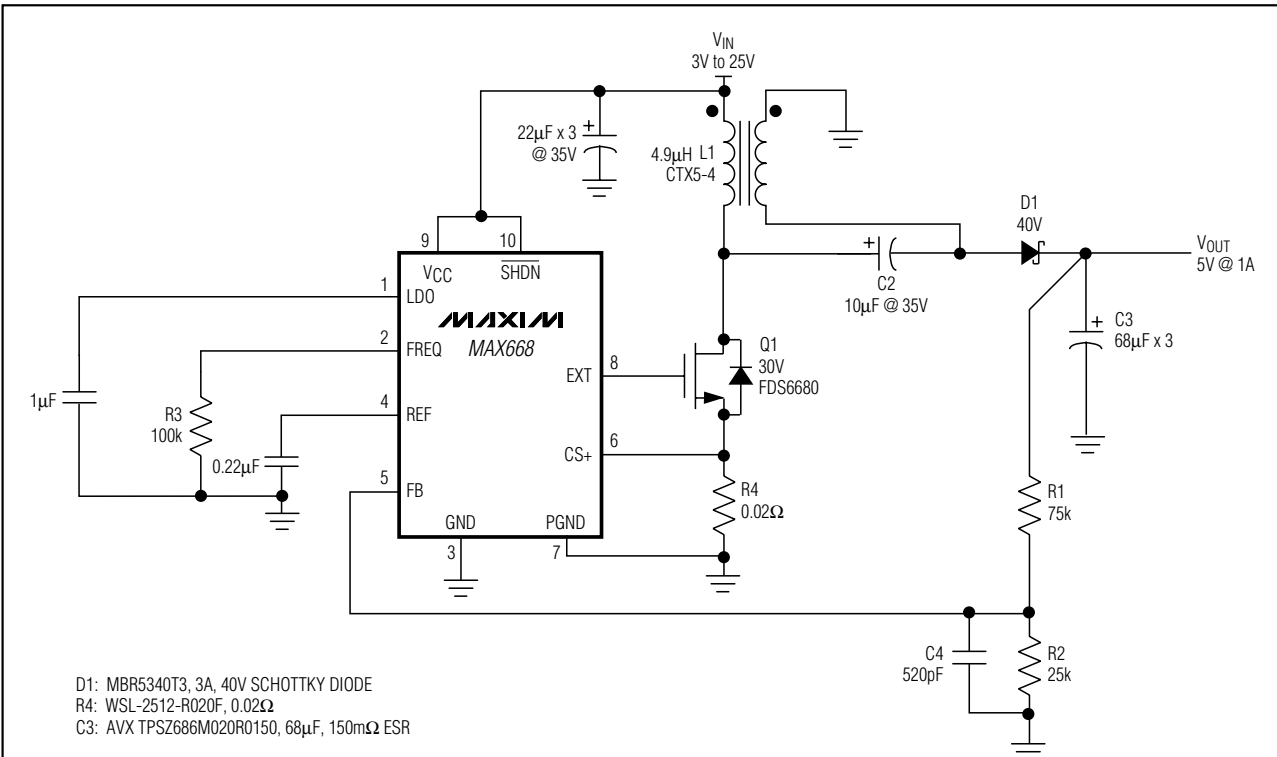 VIN
3V to 25V
22µF x 3
@ 35V
4.9µH L1
CTX5-4
D1
40V
VOUT
5V @ 1A
C2
10µF @ 35V
C3
68µF x 3
9
10
VCC
SHDN
1
LDO
MAXIM
MAX668
2
FREQ
EXT
8
Q1
30V
FDS6680
1µF
R3
100k
4
REF
0.22µF
6
CS+
5
FB
R4
0.02Ω
R1
75k
GND
PGND
3
7
C4
520pF
R2
25k
D1: MBR5340T3, 3A, 40V SCHOTTKY DIODE
R4: WSL-2512-R020F, 0.02Ω
C3: AVX TPSZ686M020R0150, 68µF, 150mΩ ESR